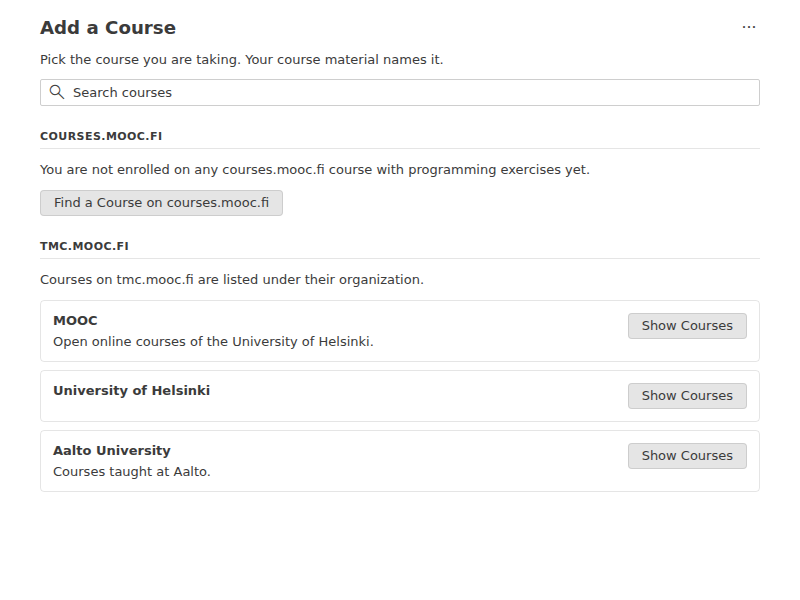 Add a Course
...
Pick the course you are taking. Your course material names it.
Search courses
COURSES.MOOC.FI
You are not enrolled on any courses.mooc.fi course with programming exercises yet.
Find a Course on courses.mooc.fi
TMC.MOOC.FI
Courses on tmc.mooc.fi are listed under their organization.
MOOC
Show Courses
Open online courses of the University of Helsinki.
University of Helsinki
Show Courses
Aalto University
Show Courses
Courses taught at Aalto.